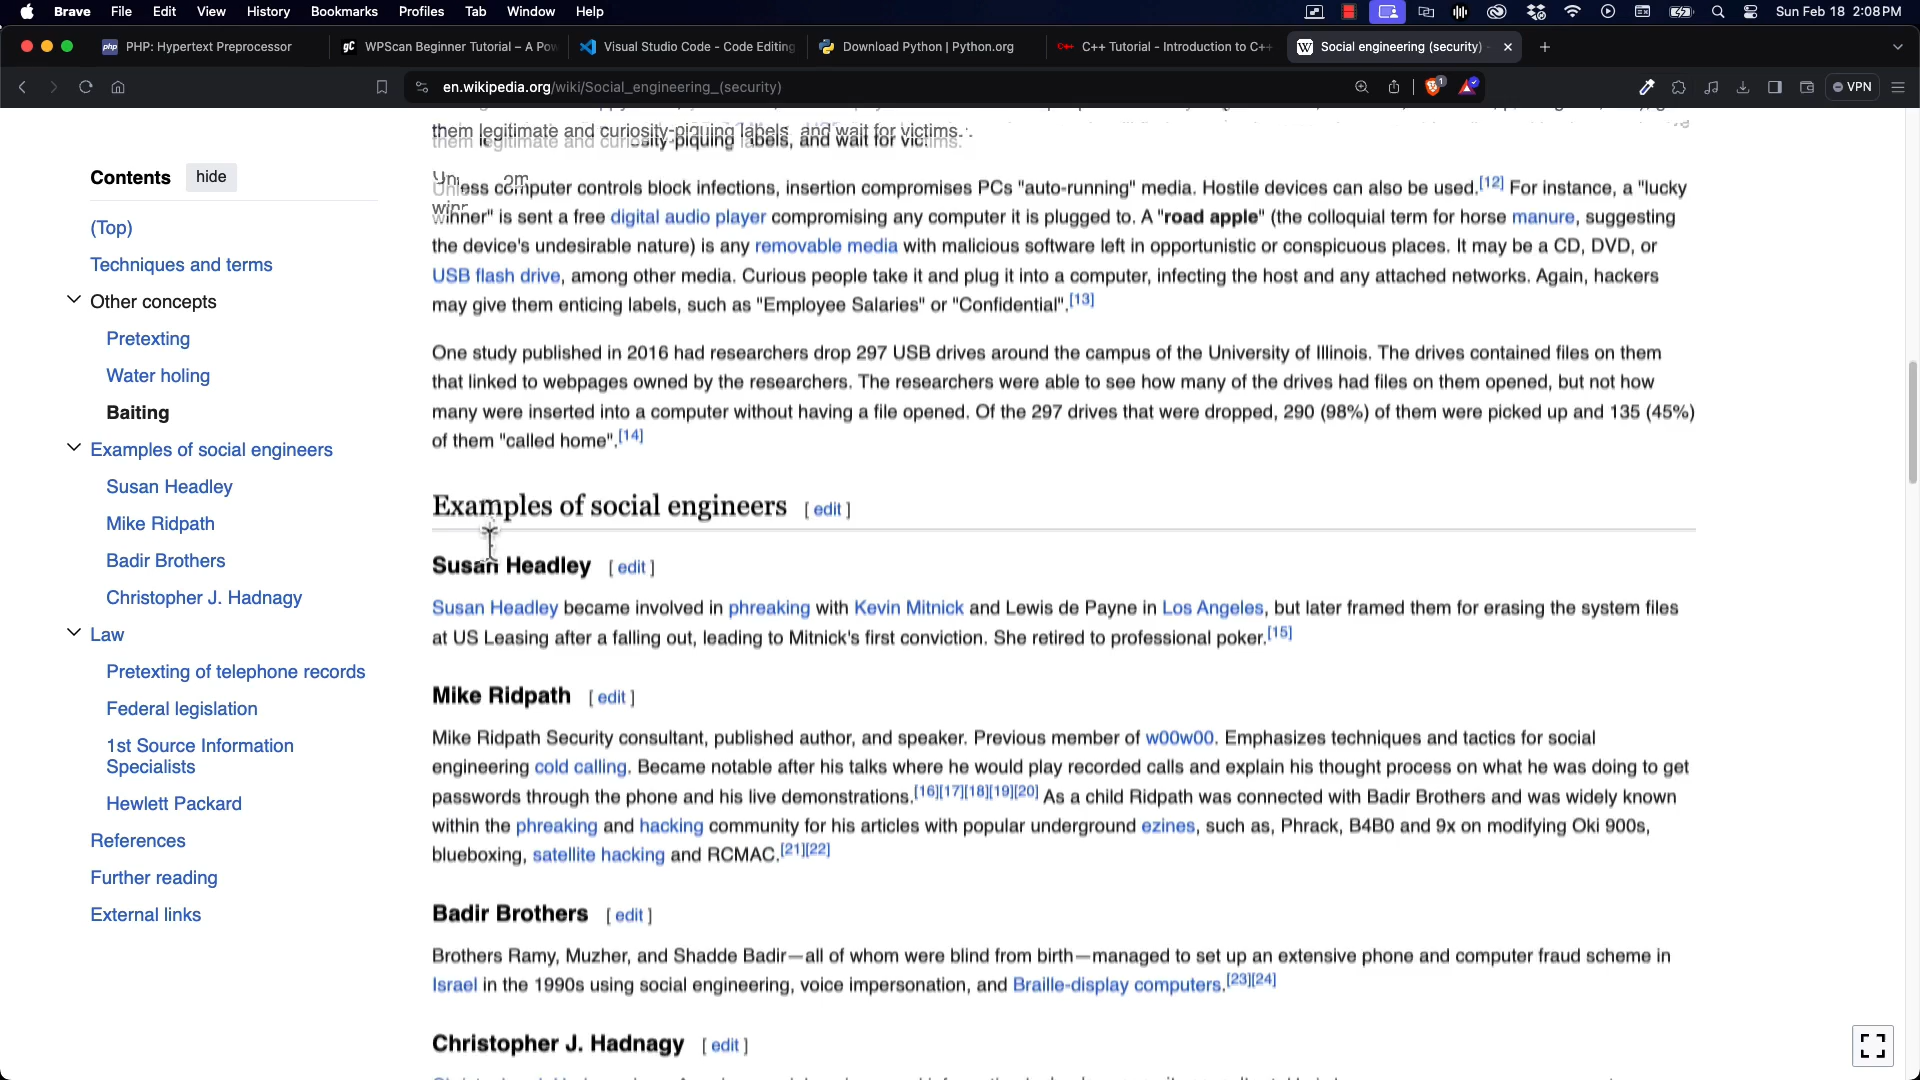 Brave File Edit View History Bookmarks Profiles Tab Window Help Sun Feb 18 2:08 PM
PHP: Hypertext Preprocessor WPScan Beginner Tutorial – A Pow Visual Studio Code - Code Editing Download Python | Python.org C++ Tutorial - Introduction to C++ Social engineering (security)
en.wikipedia.org/wiki/Social_engineering_(security) VPN
Contents hide
(Top)
Techniques and terms
Other concepts
Pretexting
Water holing
Baiting
Examples of social engineers
Susan Headley
Mike Ridpath
Badir Brothers
Christopher J. Hadnagy
Law
Pretexting of telephone records
Federal legislation
1st Source Information
Specialists
Hewlett Packard
References
Further reading
External links
them legitimate and curiosity-piquing labels, and wait for victims.
Unless computer controls block infections, insertion compromises PCs "auto-running" media. Hostile devices can also be used.[12] For instance, a "lucky
winner" is sent a free digital audio player compromising any computer it is plugged to. A "road apple" (the colloquial term for horse manure, suggesting
the device's undesirable nature) is any removable media with malicious software left in opportunistic or conspicuous places. It may be a CD, DVD, or
USB flash drive, among other media. Curious people take it and plug it into a computer, infecting the host and any attached networks. Again, hackers
may give them enticing labels, such as "Employee Salaries" or "Confidential".[13]
One study published in 2016 had researchers drop 297 USB drives around the campus of the University of Illinois. The drives contained files on them
that linked to webpages owned by the researchers. The researchers were able to see how many of the drives had files on them opened, but not how
many were inserted into a computer without having a file opened. Of the 297 drives that were dropped, 290 (98%) of them were picked up and 135 (45%)
of them "called home".[14]
Examples of social engineers [ edit ]
Susan Headley [ edit ]
Susan Headley became involved in phreaking with Kevin Mitnick and Lewis de Payne in Los Angeles, but later framed them for erasing the system files
at US Leasing after a falling out, leading to Mitnick's first conviction. She retired to professional poker.[15]
Mike Ridpath [ edit ]
Mike Ridpath Security consultant, published author, and speaker. Previous member of w00w00. Emphasizes techniques and tactics for social
engineering cold calling. Became notable after his talks where he would play recorded calls and explain his thought process on what he was doing to get
passwords through the phone and his live demonstrations.[16][17][18][19][20] As a child Ridpath was connected with Badir Brothers and was widely known
within the phreaking and hacking community for his articles with popular underground ezines, such as, Phrack, B4B0 and 9x on modifying Oki 900s,
blueboxing, satellite hacking and RCMAC.[21][22]
Badir Brothers [ edit ]
Brothers Ramy, Muzher, and Shadde Badir—all of whom were blind from birth—managed to set up an extensive phone and computer fraud scheme in
Israel in the 1990s using social engineering, voice impersonation, and Braille-display computers.[23][24]
Christopher J. Hadnagy [ edit ]